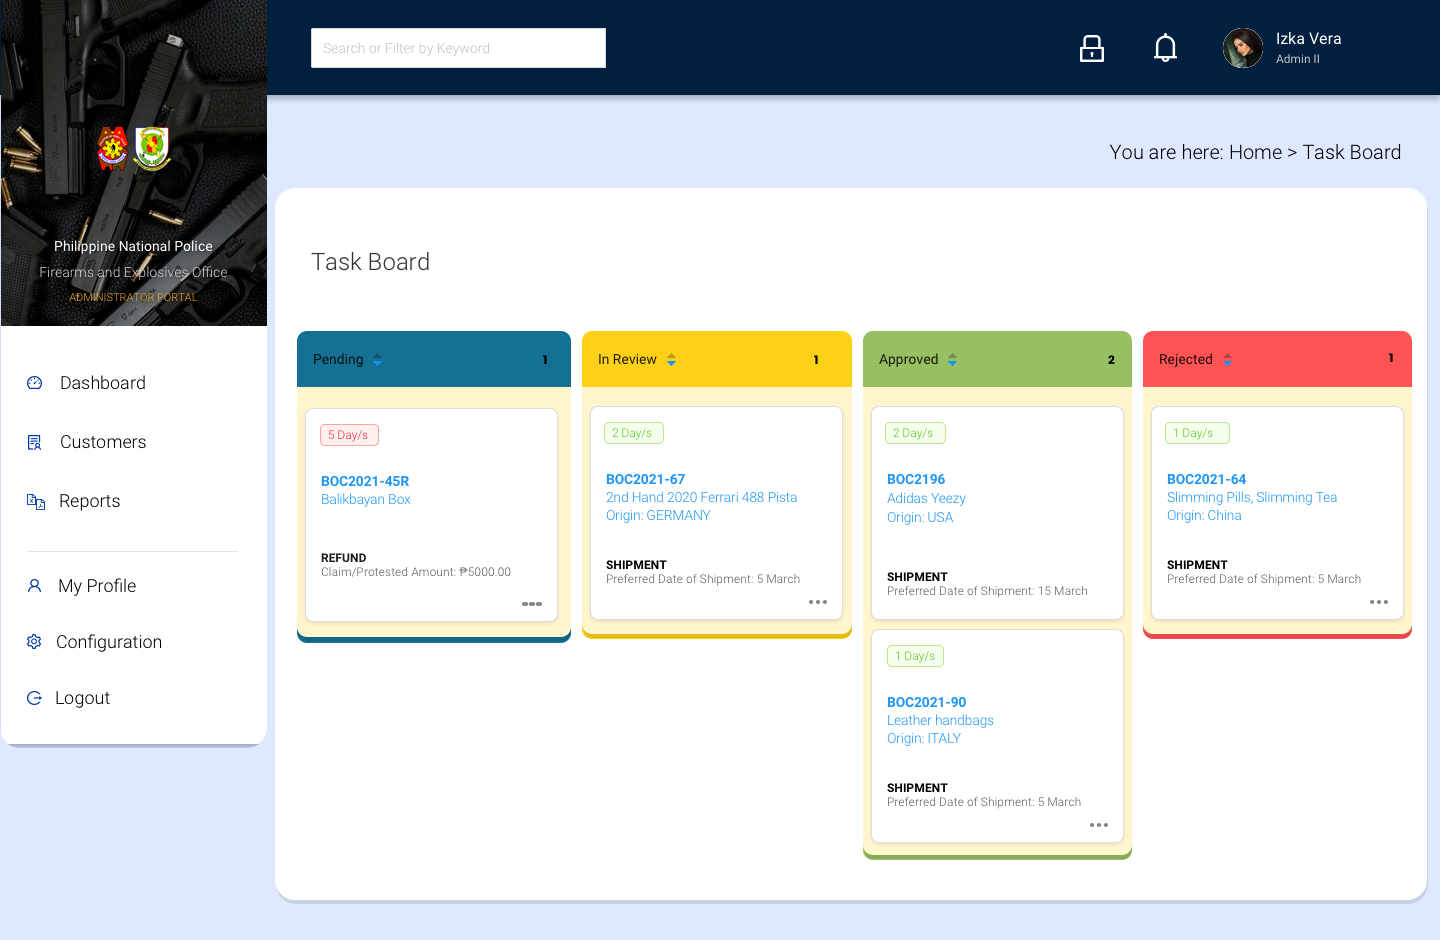 Search or Filter by Keyword
Izka Vera
Admin II
Philippine National Police
Firearms and Explosives Office
ADMINISTRATOR PORTAL
Dashboard
Customers
Reports
My Profile
Configuration
Logout
You are here: Home > Task Board
Task Board
Pending 1
5 Day/s
BOC2021-45R
Balikbayan Box
REFUND
Claim/Protested Amount: ₱5000.00
In Review 1
2 Day/s
BOC2021-67
2nd Hand 2020 Ferrari 488 Pista
Origin: GERMANY
SHIPMENT
Preferred Date of Shipment: 5 March
Approved 2
2 Day/s
BOC2196
Adidas Yeezy
Origin: USA
SHIPMENT
Preferred Date of Shipment: 15 March
1 Day/s
BOC2021-90
Leather handbags
Origin: ITALY
SHIPMENT
Preferred Date of Shipment: 5 March
Rejected 1
1 Day/s
BOC2021-64
Slimming Pills, Slimming Tea
Origin: China
SHIPMENT
Preferred Date of Shipment: 5 March